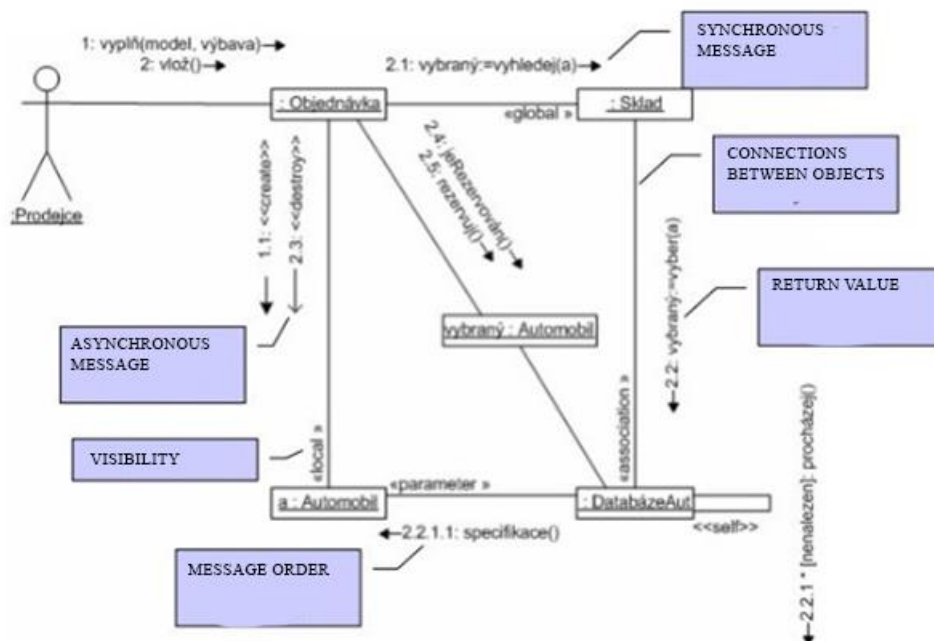 SYNCHRONOUS
MESSAGE
1: vyplň(model, výbava)
2: vlož()
2.1: vybraný:=vyhledej(a)
: Objednávka
: Sklad
«global »
CONNECTIONS
BETWEEN OBJECTS
:Prodejce
1.1: <<create>>
2.3: <<destroy>>
2.4: jeRezervován()
2.5: rezervuj()
2.2: vybraný:=vyber(a)
RETURN VALUE
ASYNCHRONOUS
MESSAGE
vybraný : Automobil
VISIBILITY
«local »
«association »
«parameter »
a : Automobil
: DatabázeAut
<<self>>
2.2.1.1: specifikace()
MESSAGE ORDER
2.2.1 * [nenalezen]: procházej()